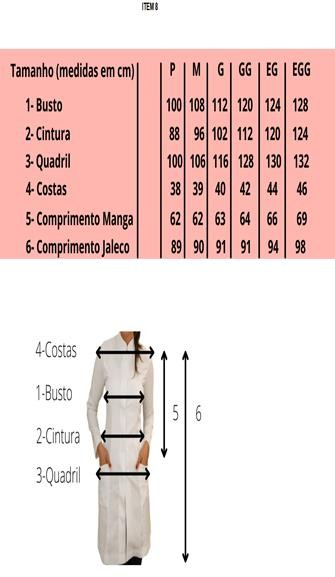 ITEM 8
Tamanho (medidas em cm) P M G GG EG EGG
1- Busto 100 108 112 120 124 128
2- Cintura 88 96 102 112 120 124
3- Quadril 100 106 116 128 130 132
4- Costas 38 39 40 42 44 46
5- Comprimento Manga 62 62 63 64 66 69
6- Comprimento Jaleco 89 90 91 91 94 98
4-Costas
1-Busto
5 6
2-Cintura
3-Quadril